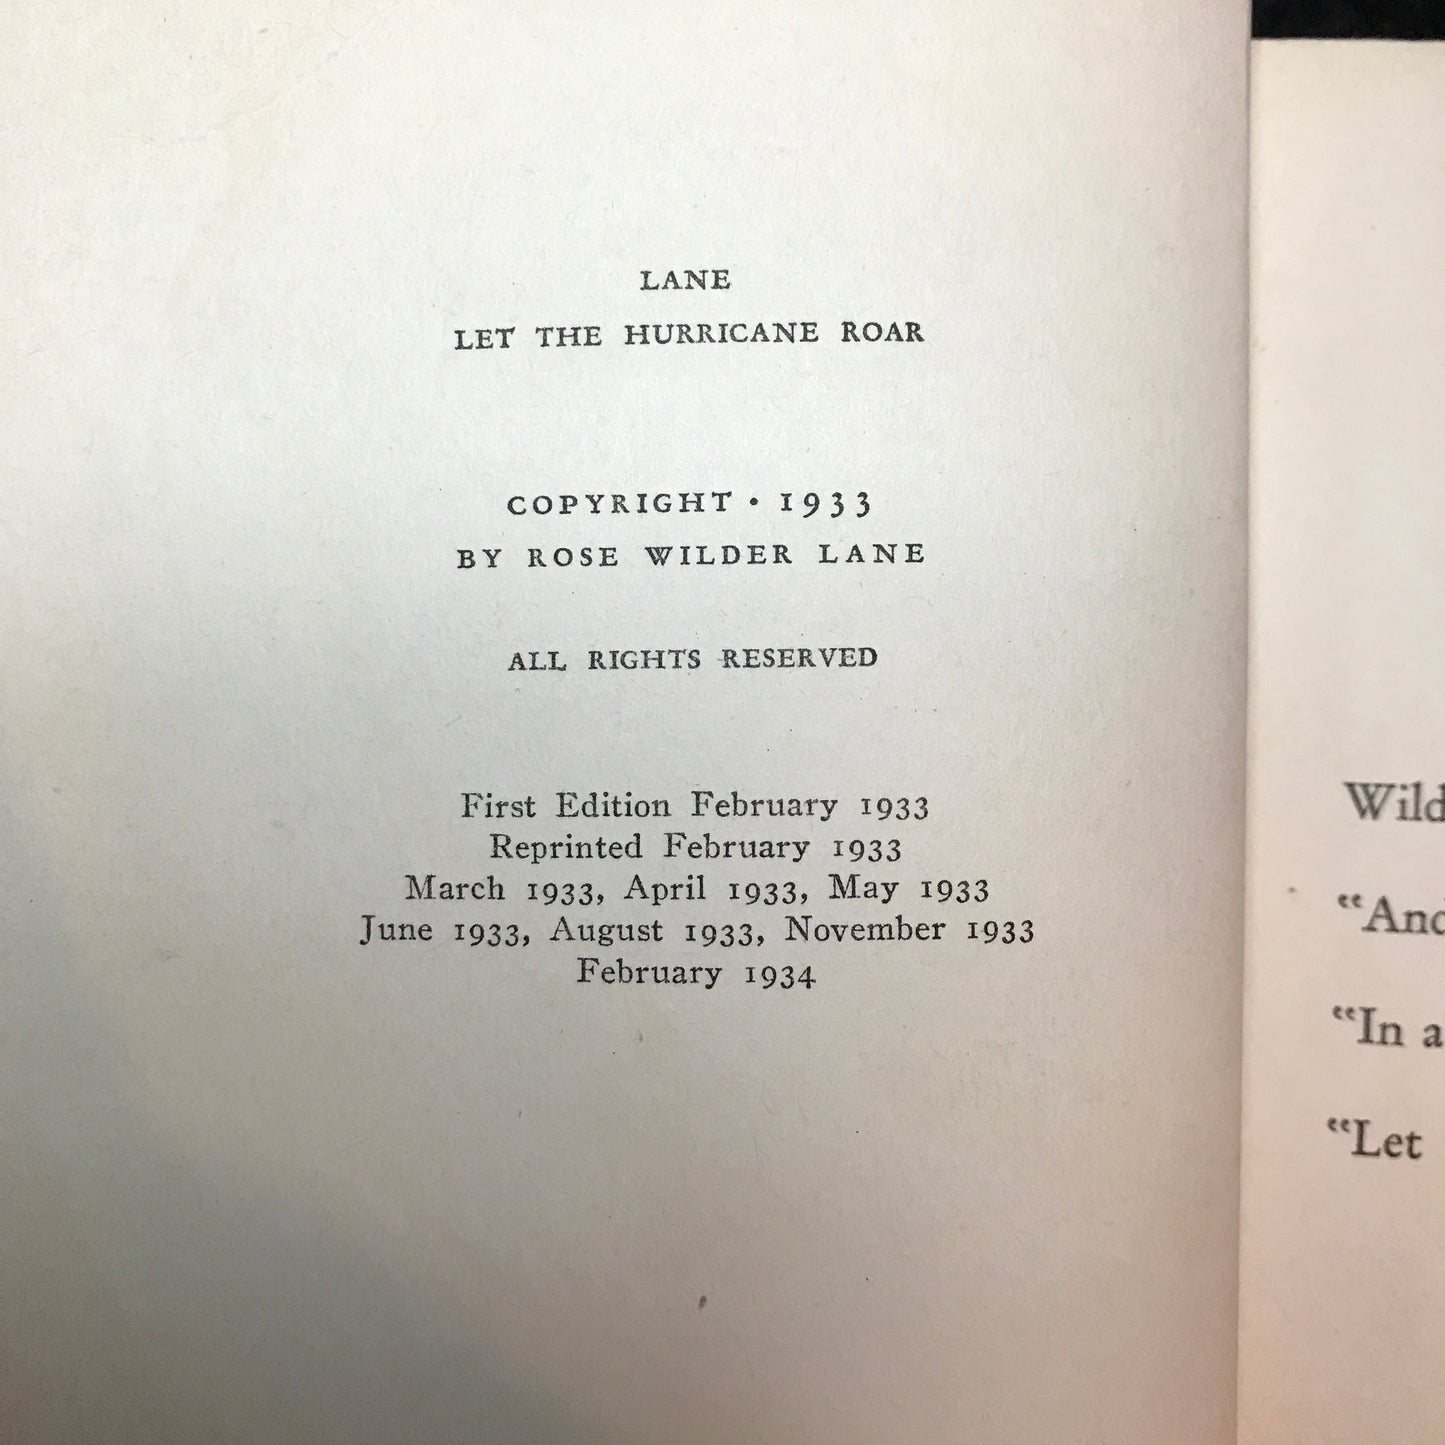 LANE
LET THE HURRICANE ROAR
COPYRIGHT · 1933
BY ROSE WILDER LANE
ALL RIGHTS RESERVED
First Edition February 1933
Reprinted February 1933
March 1933, April 1933, May 1933
June 1933, August 1933, November 1933
February 1934
Wild
“And
“In a
“Let